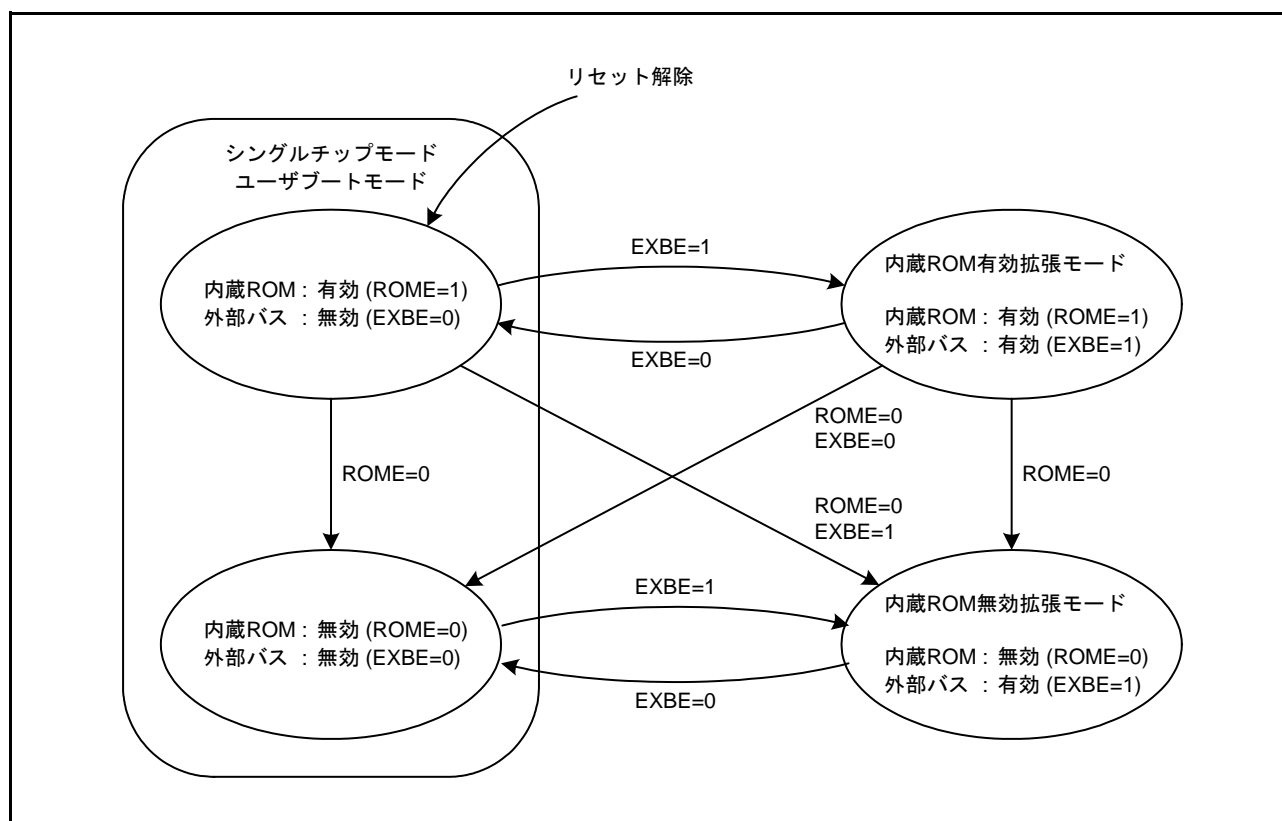 リセット解除
シングルチップモード
ユーザブートモード
内蔵ROM : 有効 (ROME=1)
外部バス : 無効 (EXBE=0)
EXBE=1
EXBE=0
内蔵ROM有効拡張モード
内蔵ROM : 有効 (ROME=1)
外部バス : 有効 (EXBE=1)
ROME=0
ROME=0
EXBE=0
ROME=0
EXBE=1
ROME=0
内蔵ROM : 無効 (ROME=0)
外部バス : 無効 (EXBE=0)
EXBE=1
EXBE=0
内蔵ROM無効拡張モード
内蔵ROM : 無効 (ROME=0)
外部バス : 有効 (EXBE=1)